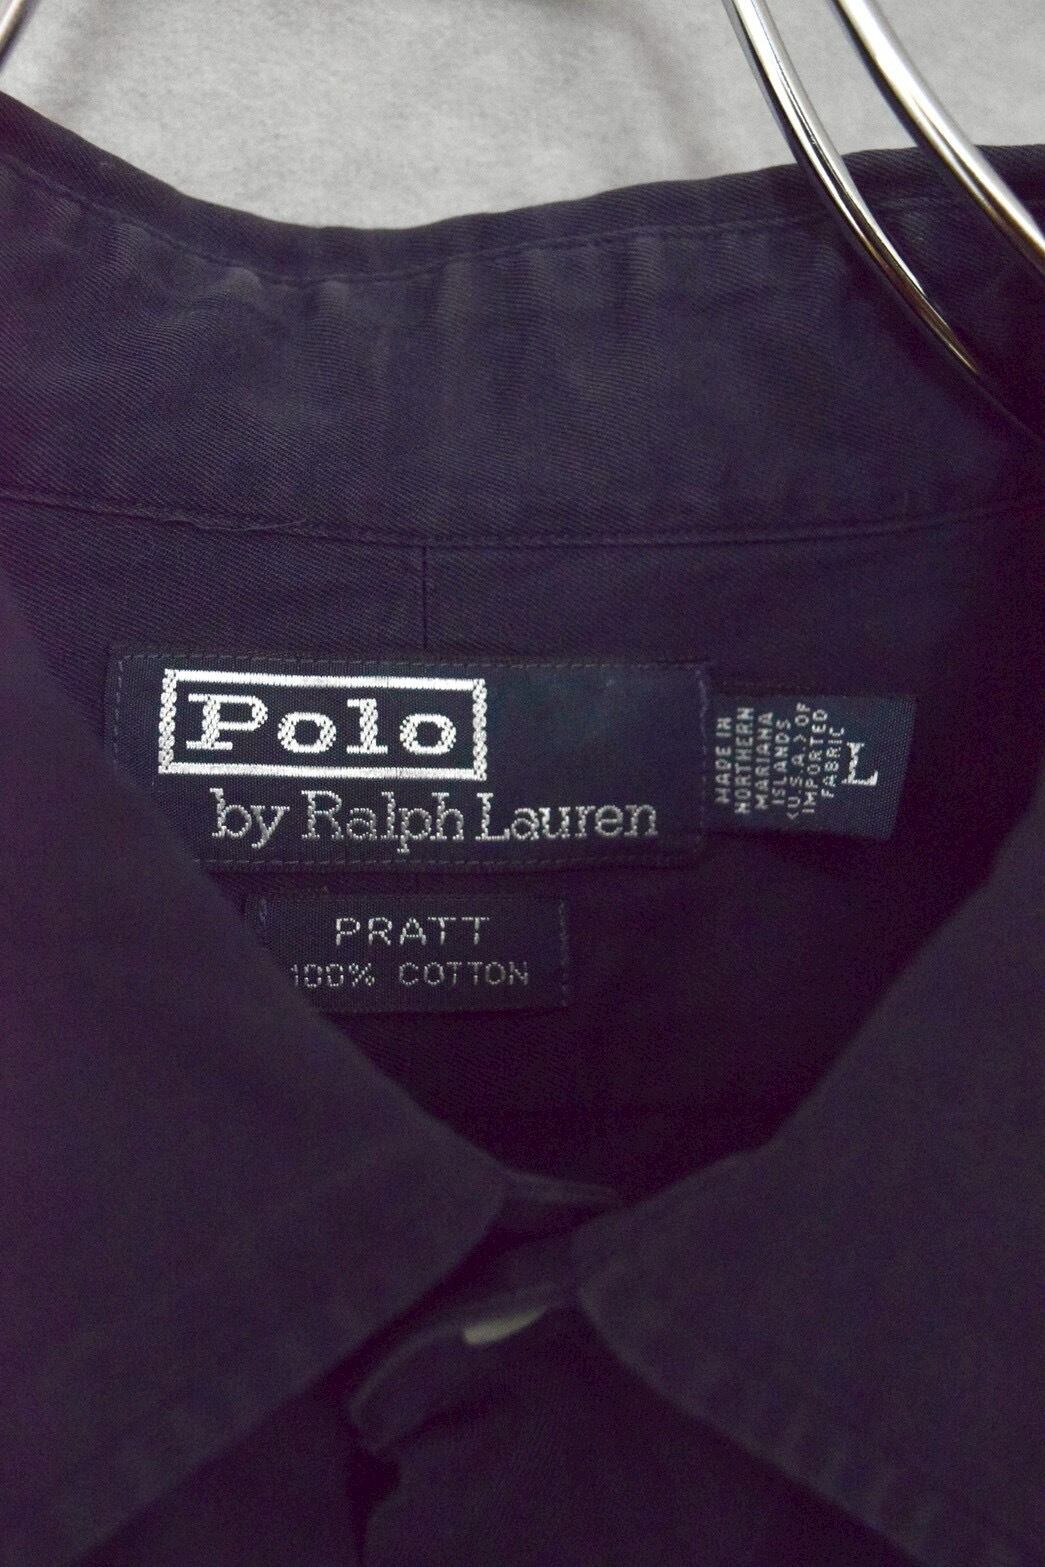 Polo
by Ralph Lauren
MADE IN
NORTHERN
MARIANA
ISLANDS
(U.S.A.) OF
IMPORTED
FABRIC
L
PRATT
100% COTTON